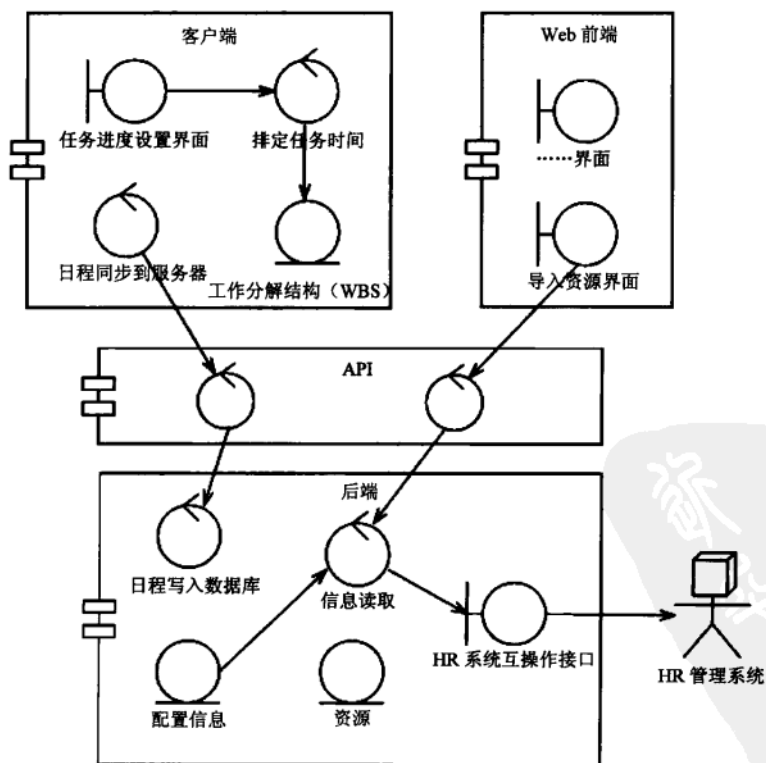 客户端
Web 前端
任务进度设置界面
排定任务时间
……界面
日程同步到服务器
工作分解结构（WBS）
导入资源界面
API
后端
日程写入数据库
信息读取
HR 系统互操作接口
HR 管理系统
配置信息
资源